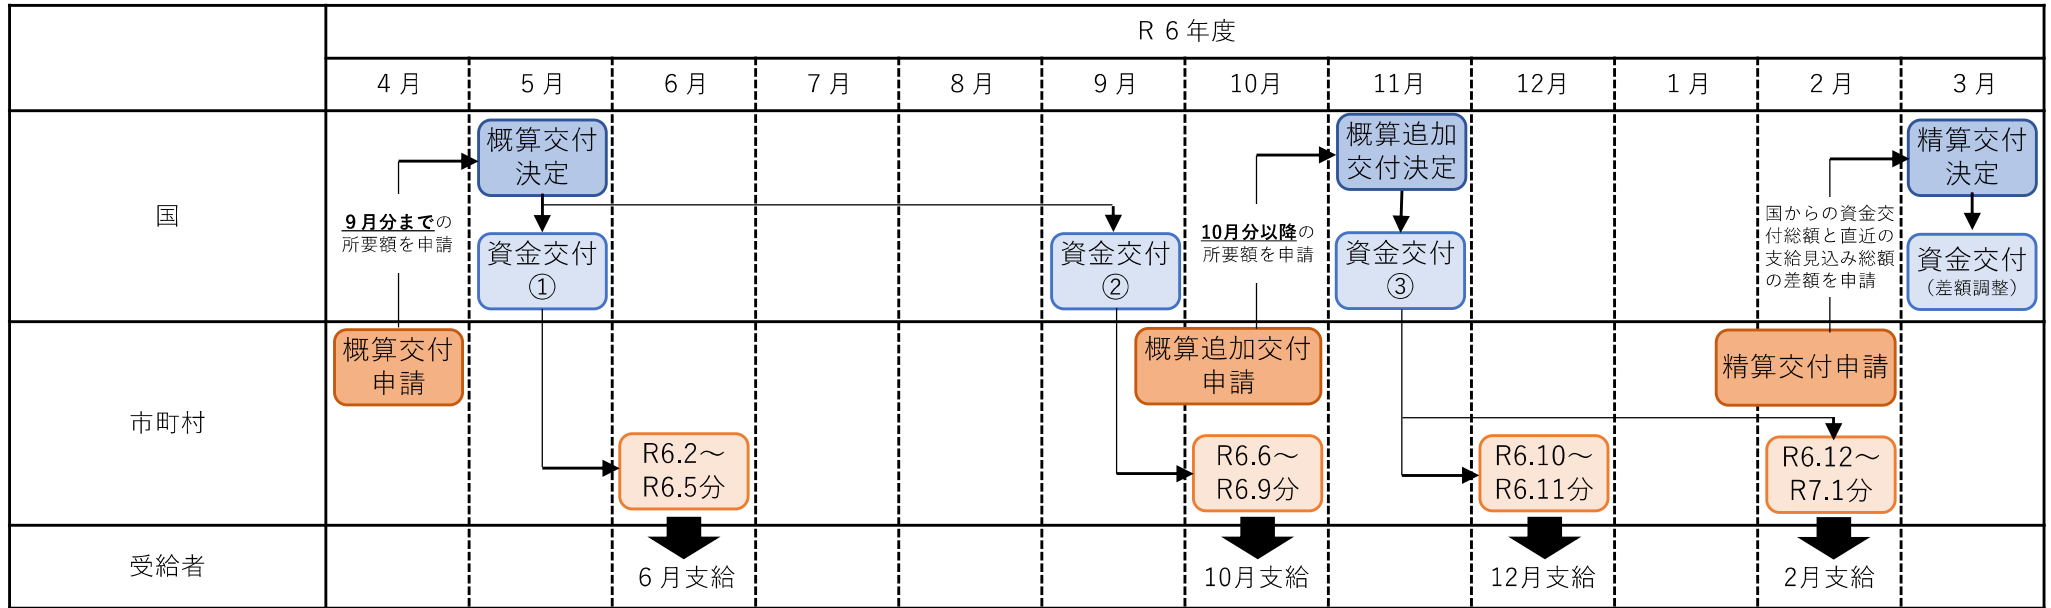 R 6 年度
4 月
5 月
6 月
7 月
8 月
9 月
10月
11月
12月
1 月
2 月
3 月
国
概算交付
決定
概算追加
交付決定
精算交付
決定
9 月分までの
所要額を申請
10月分以降の
所要額を申請
国からの資金交
付総額と直近の
支給見込み総額
の差額を申請
資金交付
①
資金交付
②
資金交付
③
資金交付
（差額調整）
市町村
概算交付
申請
概算追加交付
申請
精算交付申請
R6.2～
R6.5分
R6.6～
R6.9分
R6.10～
R6.11分
R6.12～
R7.1分
受給者
6 月支給
10月支給
12月支給
2月支給